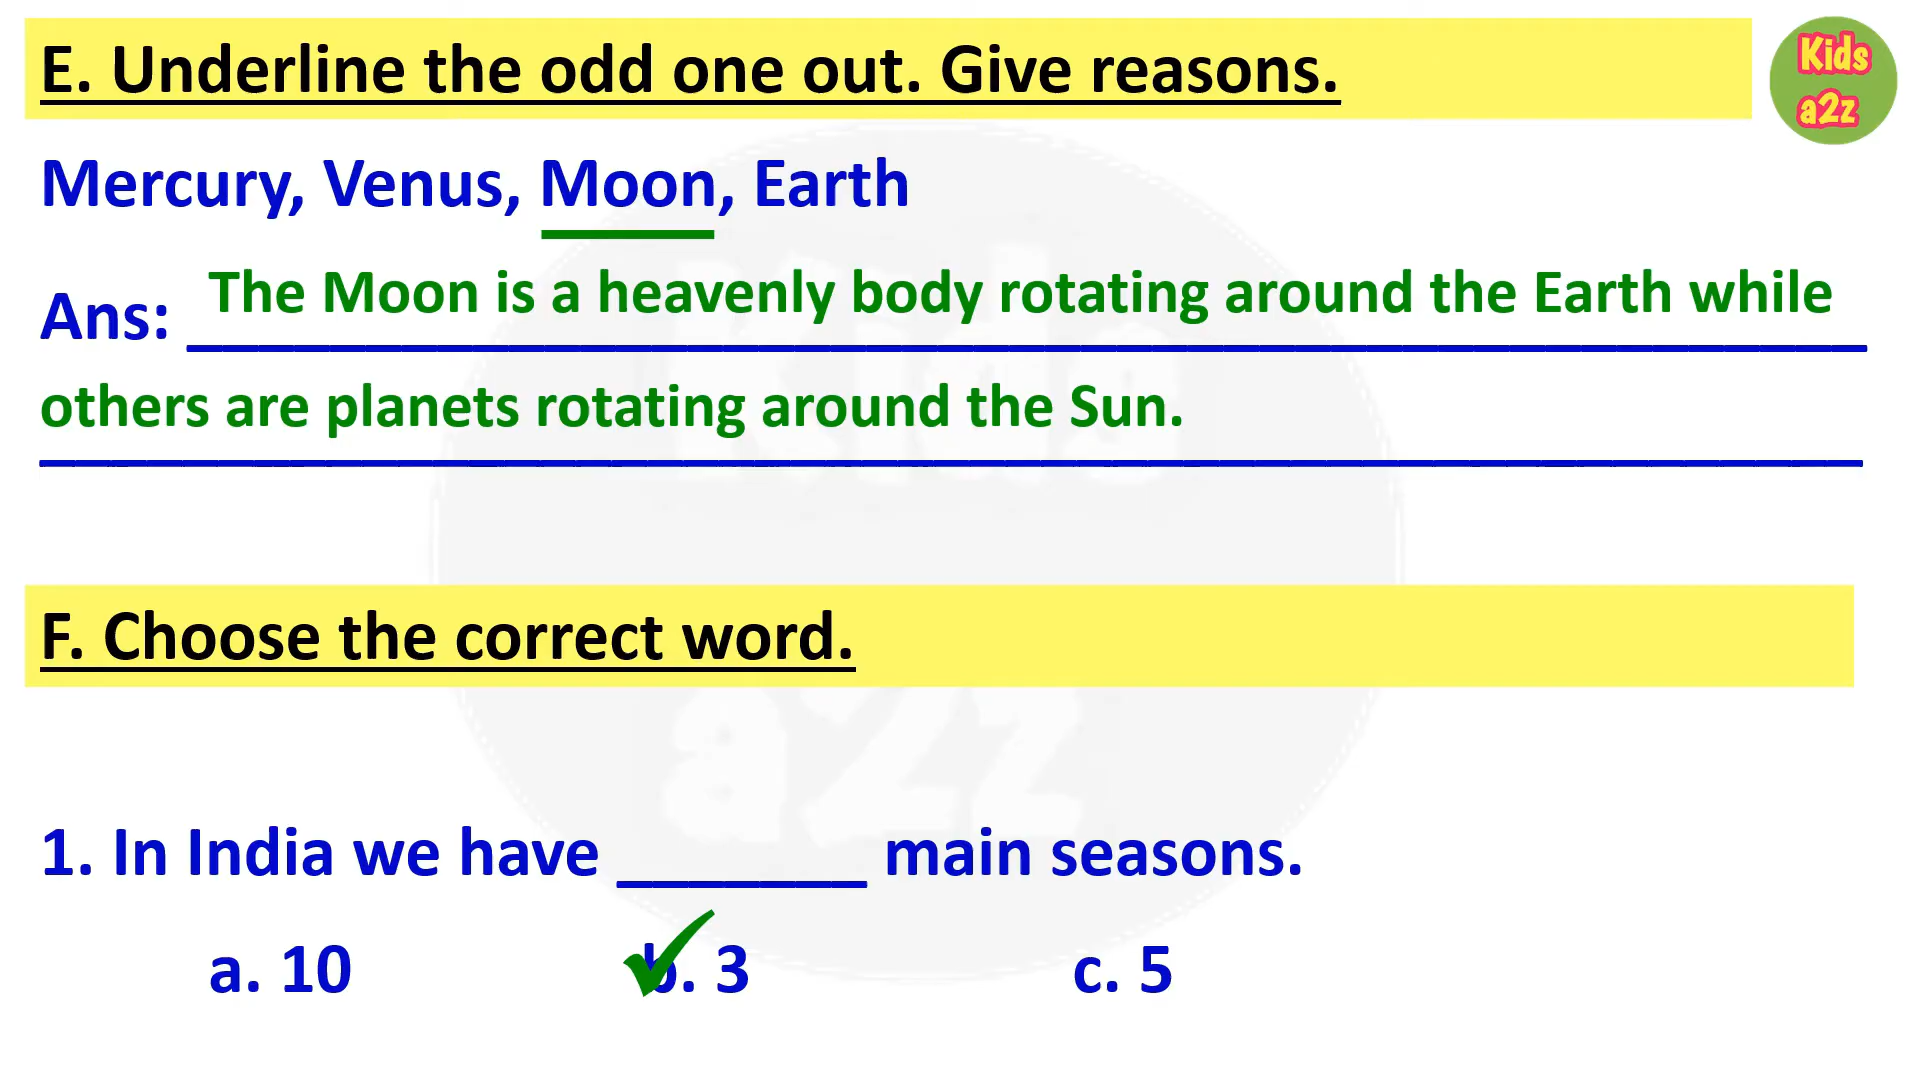 E. Underline the odd one out. Give reasons.
Kids
a2z
Mercury, Venus, Moon, Earth
Ans: The Moon is a heavenly body rotating around the Earth while
others are planets rotating around the Sun.
Kids
F. Choose the correct word.
a2z
1. In India we have _______ main seasons.
a. 10 b. 3 c. 5